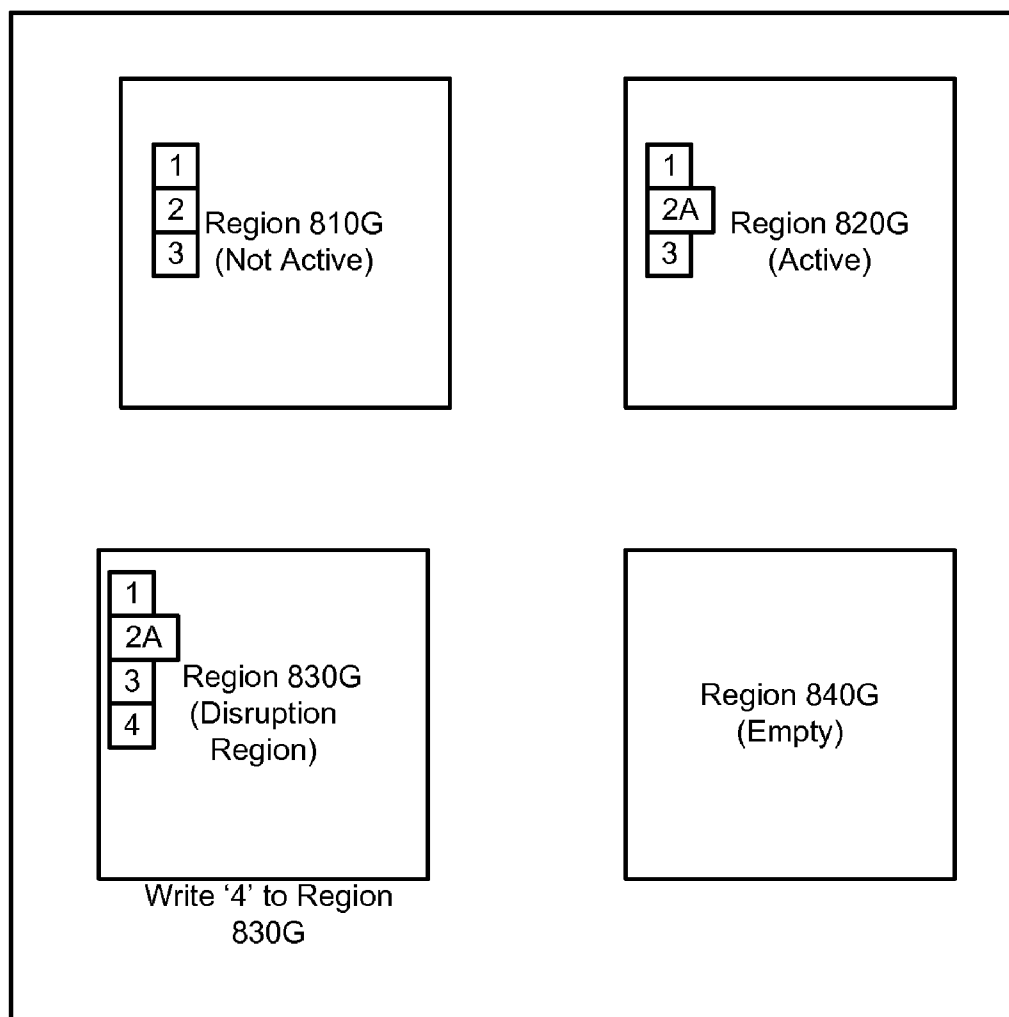 1
2
3
Region 810G
(Not Active)
1
2A
3
Region 820G
(Active)
1
2A
3
4
Region 830G
(Disruption
Region)
Region 840G
(Empty)
Write ‘4’ to Region
830G